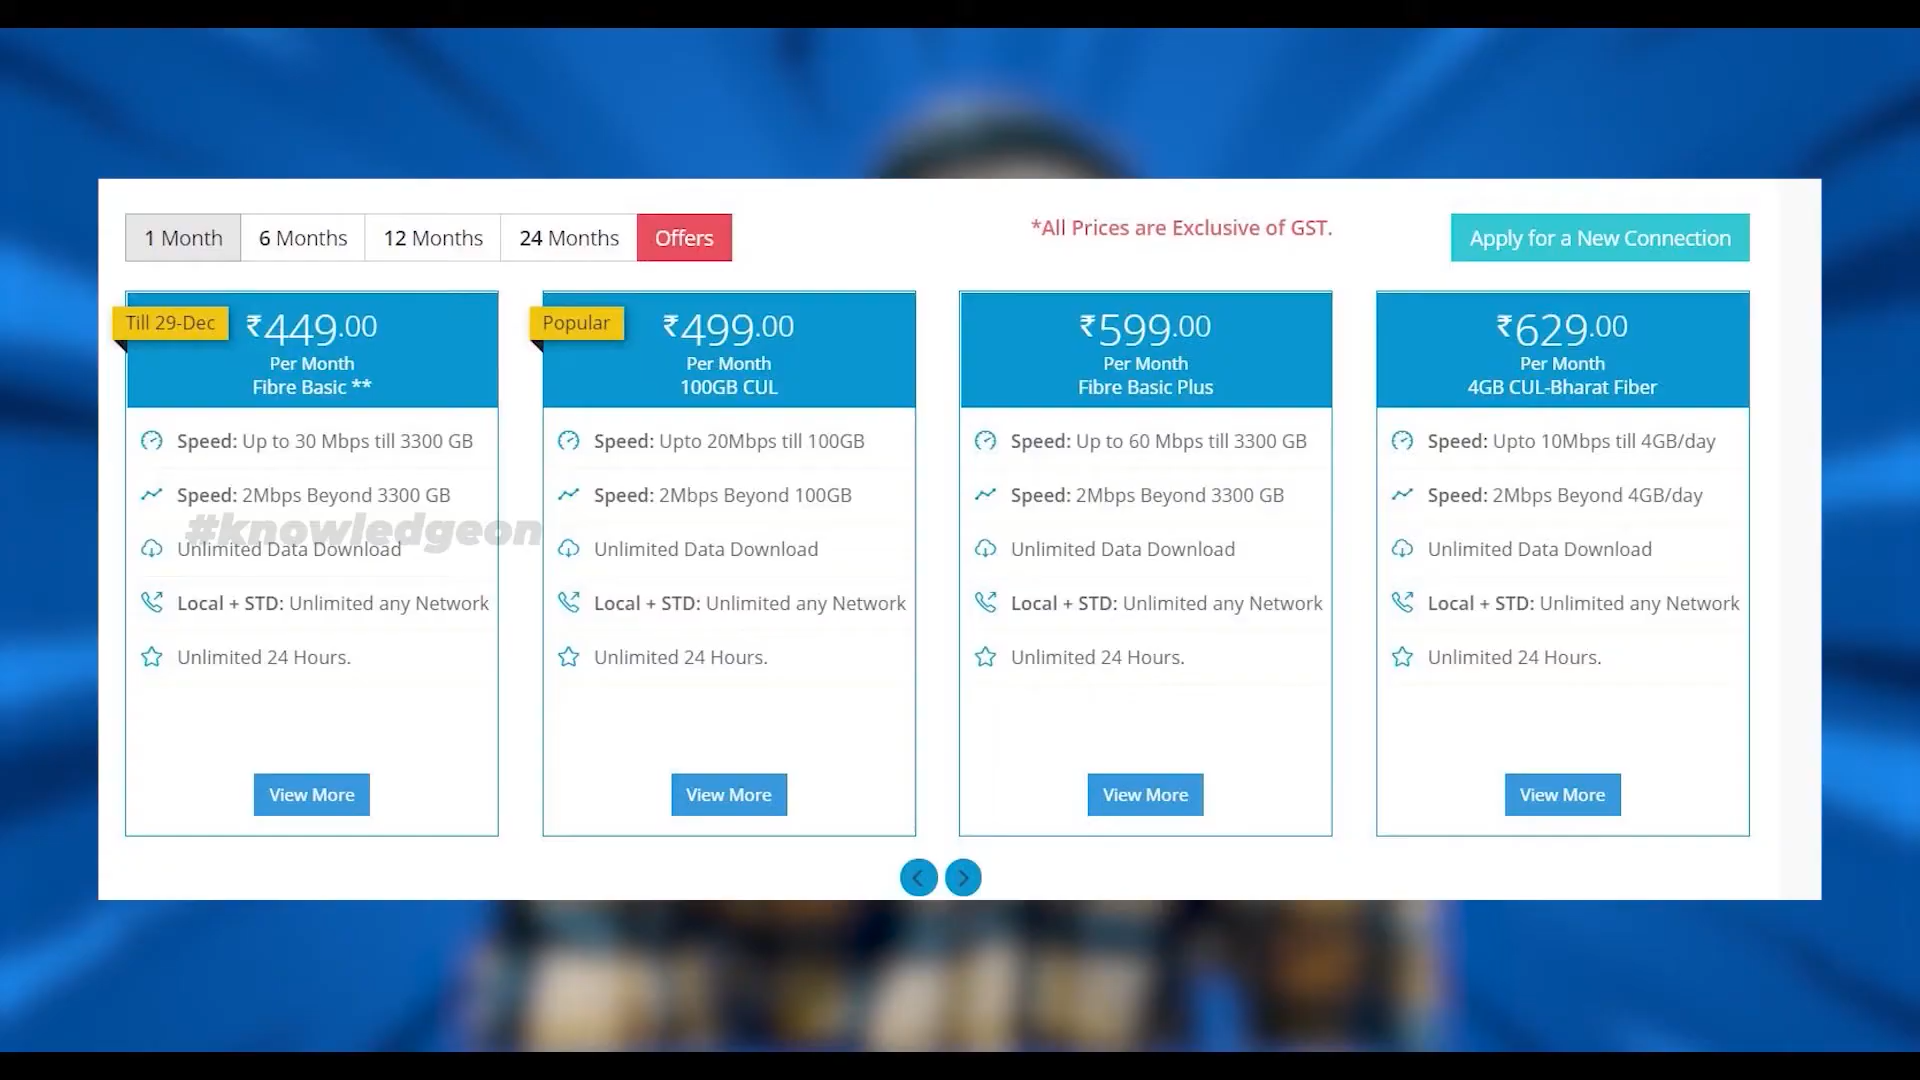 1 Month 6 Months 12 Months 24 Months Offers
*All Prices are Exclusive of GST.
Apply for a New Connection
Till 29-Dec
₹449.00
Per Month
Fibre Basic **
Speed: Up to 30 Mbps till 3300 GB
Speed: 2Mbps Beyond 3300 GB
#knowledgeon
Unlimited Data Download
Local + STD: Unlimited any Network
Unlimited 24 Hours.
View More
Popular
₹499.00
Per Month
100GB CUL
Speed: Upto 20Mbps till 100GB
Speed: 2Mbps Beyond 100GB
Unlimited Data Download
Local + STD: Unlimited any Network
Unlimited 24 Hours.
View More
₹599.00
Per Month
Fibre Basic Plus
Speed: Up to 60 Mbps till 3300 GB
Speed: 2Mbps Beyond 3300 GB
Unlimited Data Download
Local + STD: Unlimited any Network
Unlimited 24 Hours.
View More
₹629.00
Per Month
4GB CUL-Bharat Fiber
Speed: Upto 10Mbps till 4GB/day
Speed: 2Mbps Beyond 4GB/day
Unlimited Data Download
Local + STD: Unlimited any Network
Unlimited 24 Hours.
View More